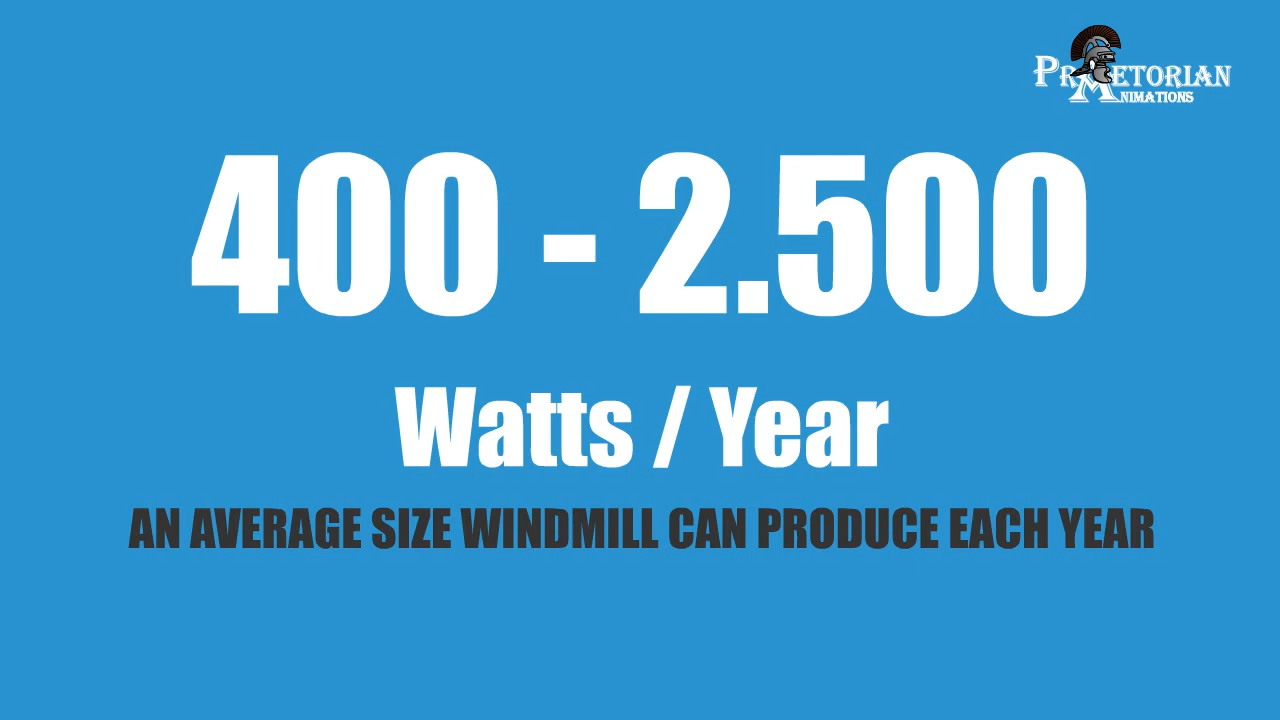 PRAETORIAN
ANIMATIONS
400 - 2.500
Watts / Year
AN AVERAGE SIZE WINDMILL CAN PRODUCE EACH YEAR